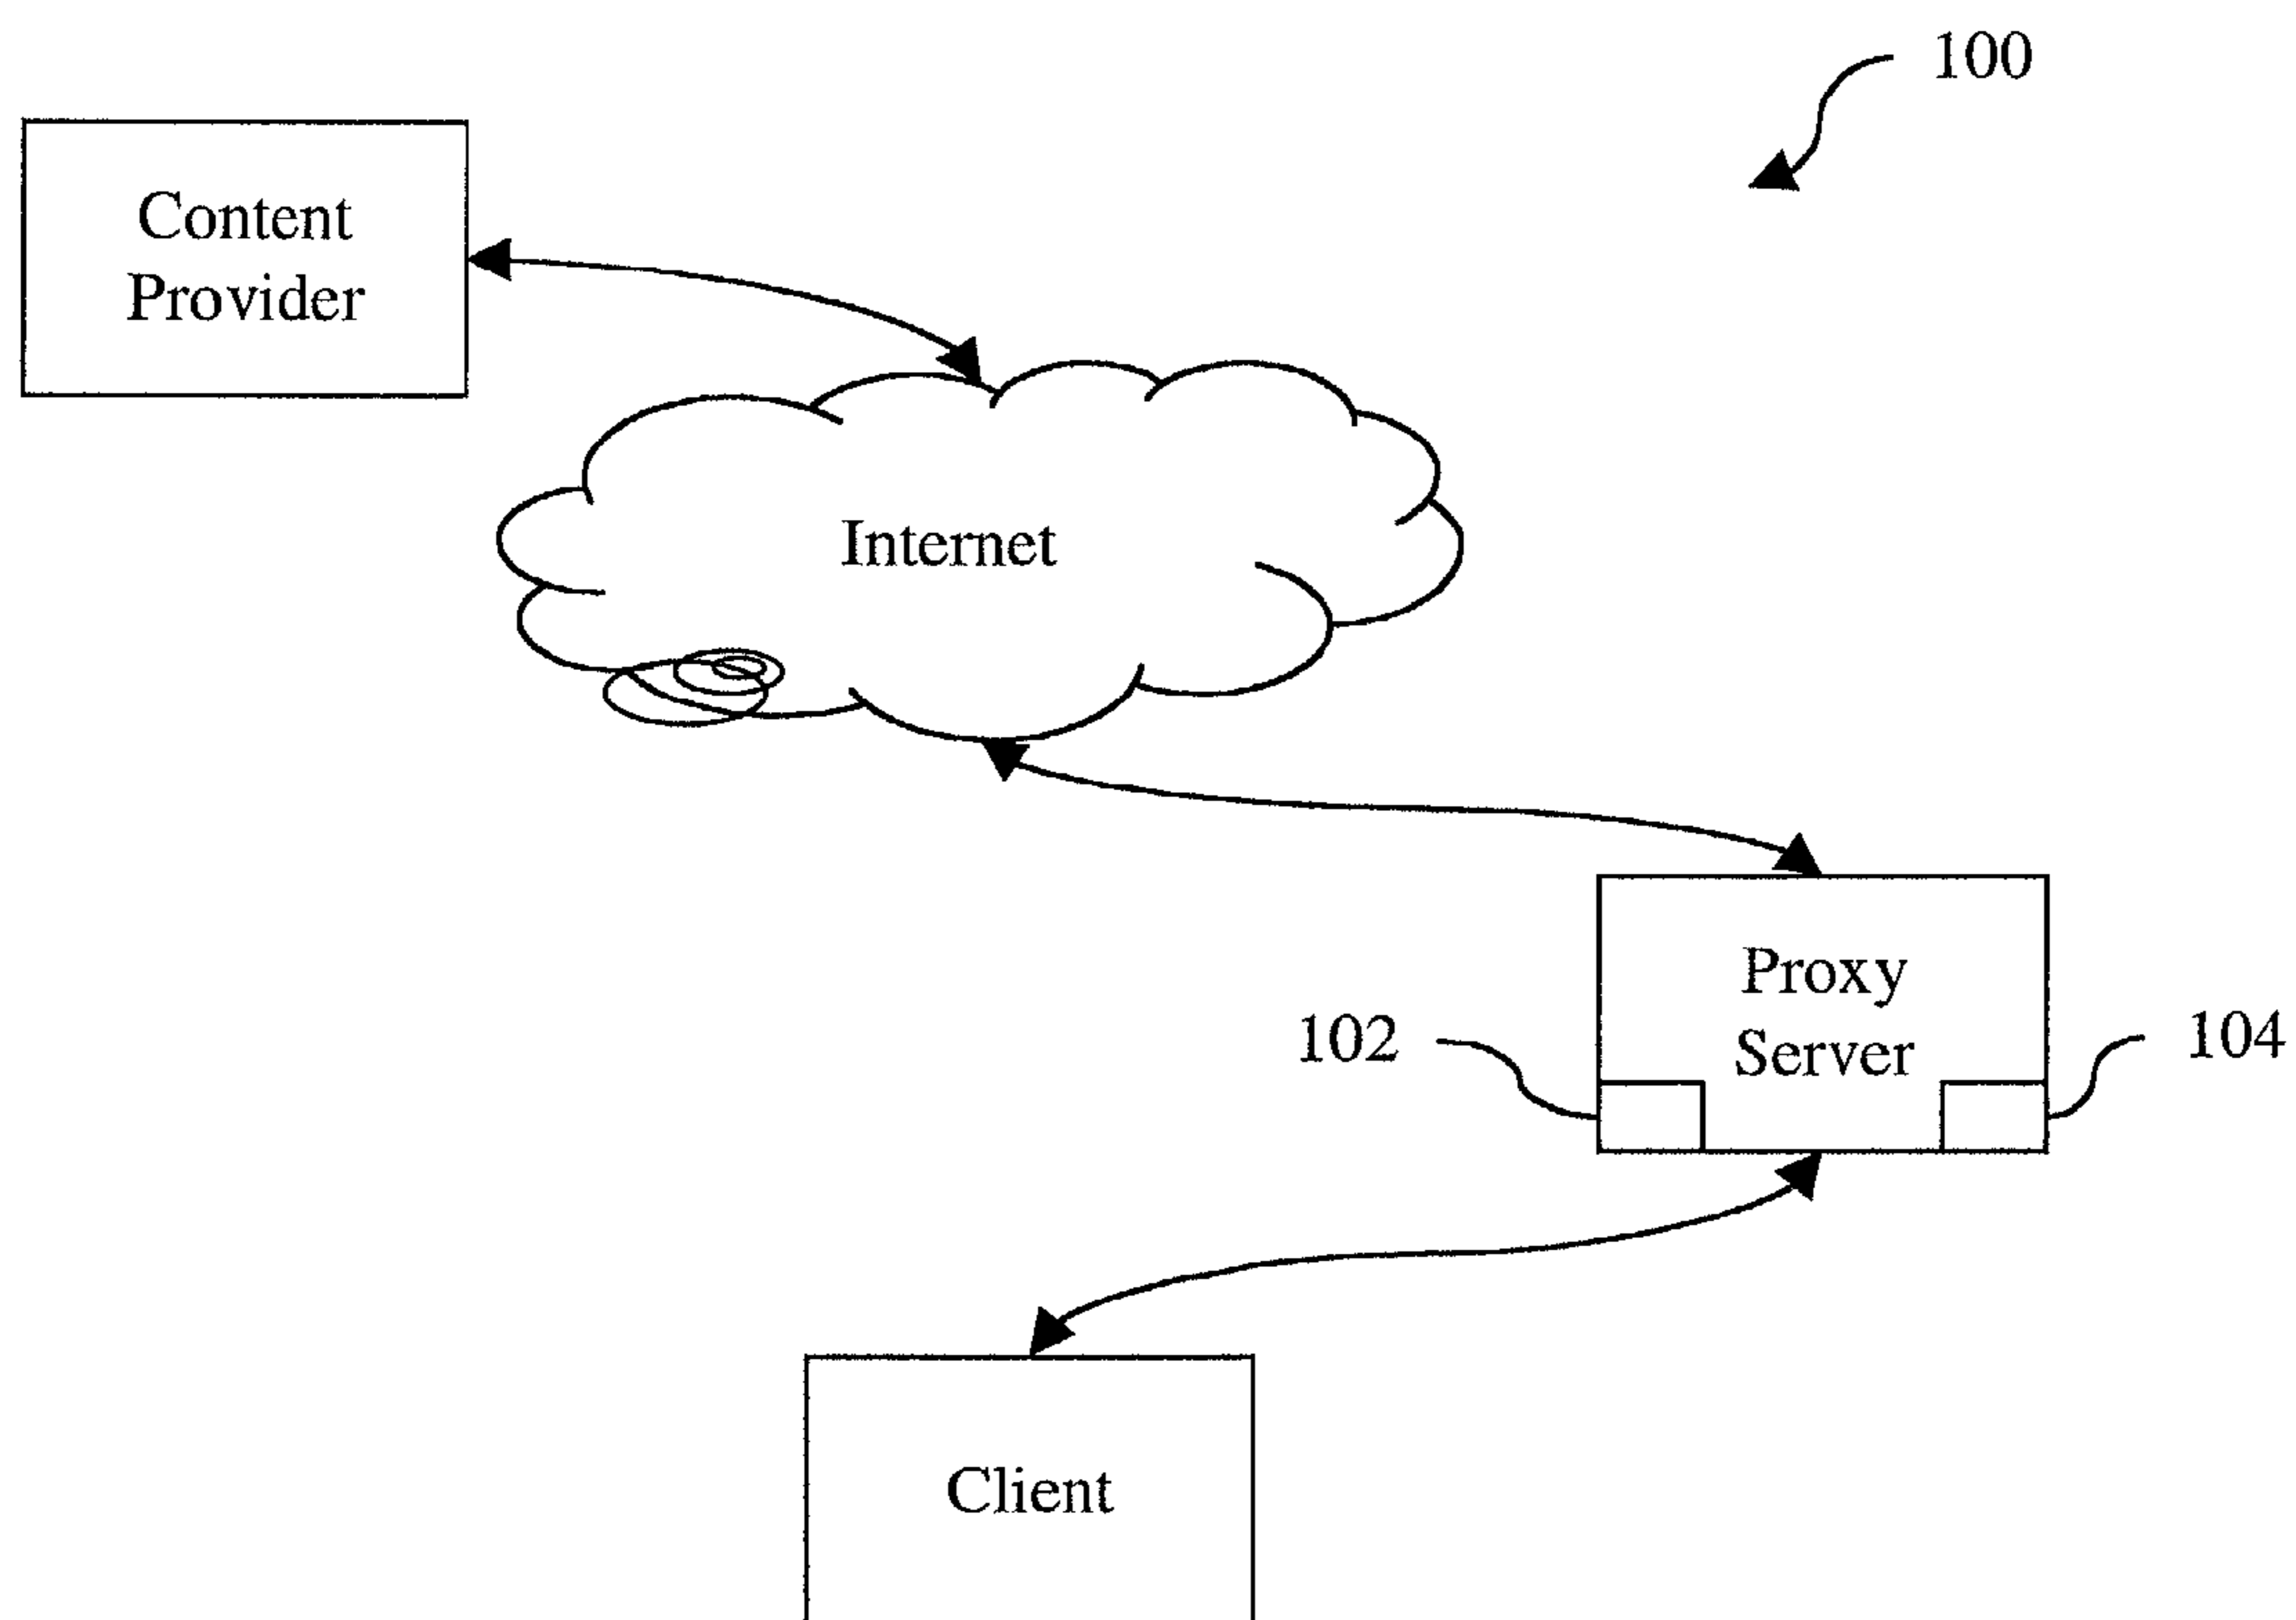 100
Content
Provider
Internet
Proxy
Server
102
104
Client